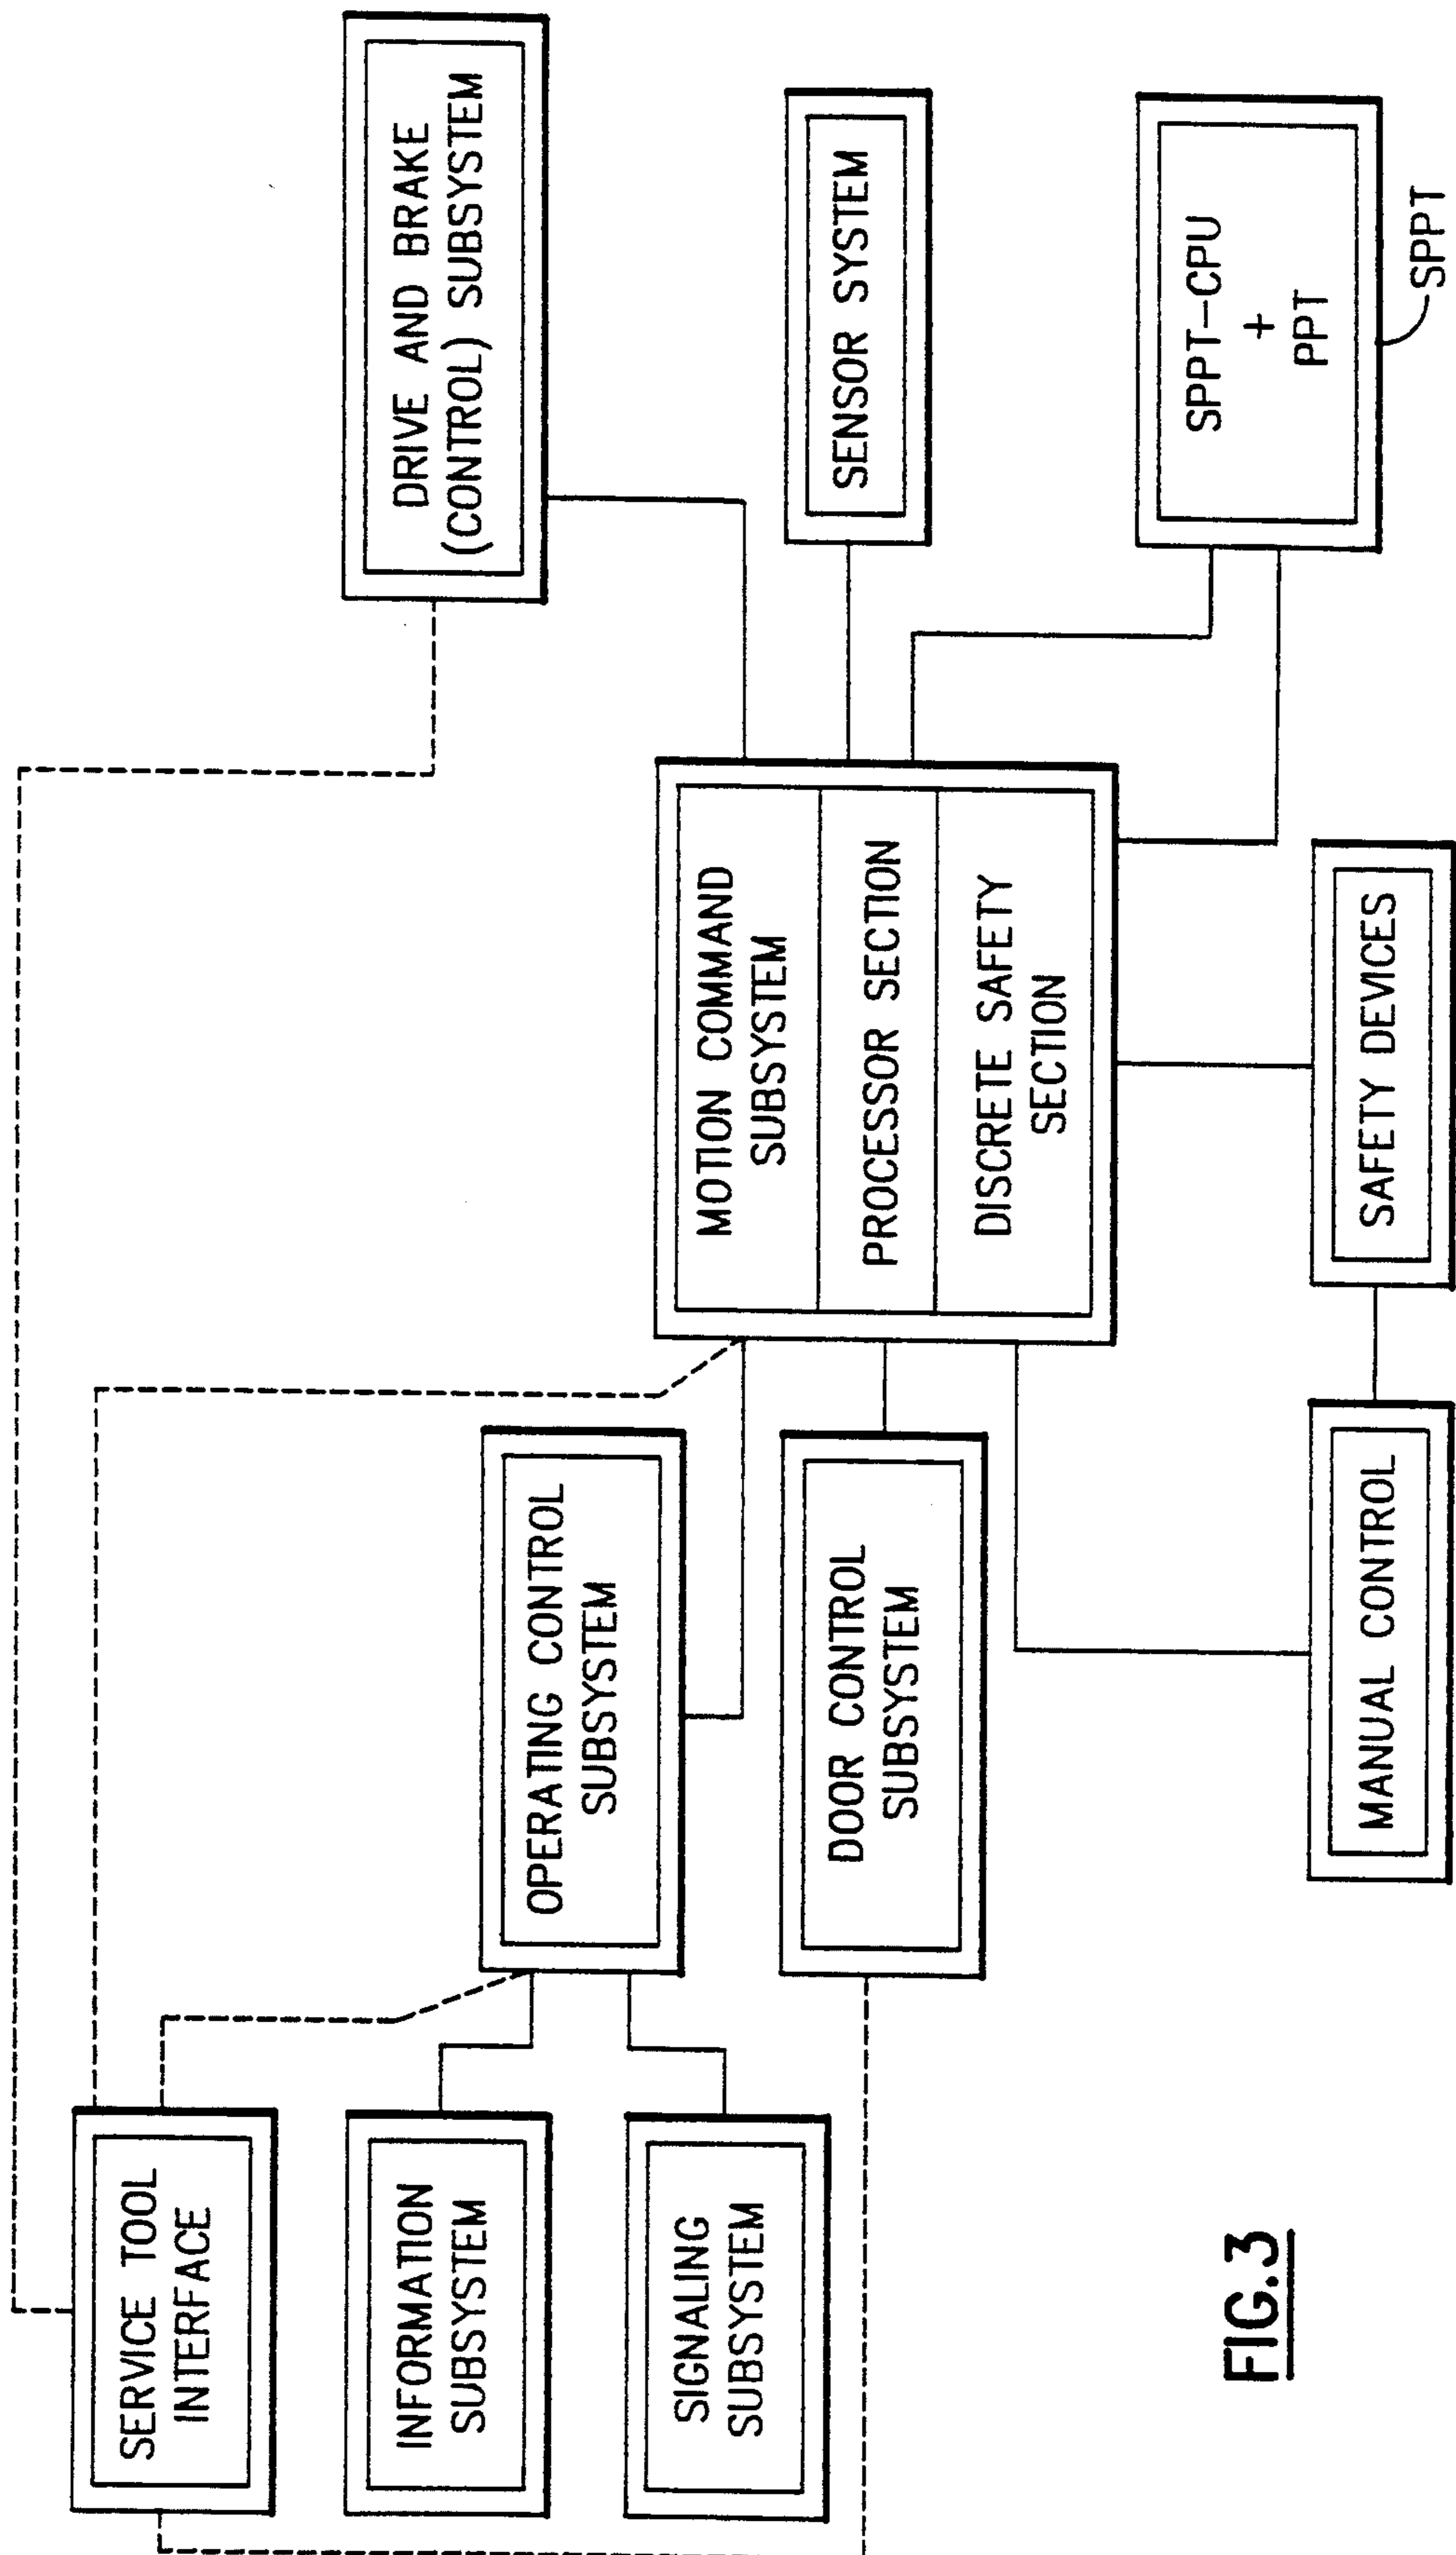 SERVICE TOOL
INTERFACE
INFORMATION
SUBSYSTEM
SIGNALING
SUBSYSTEM
OPERATING CONTROL
SUBSYSTEM
DOOR CONTROL
SUBSYSTEM
MANUAL CONTROL
MOTION COMMAND
SUBSYSTEM
PROCESSOR SECTION
DISCRETE SAFETY
SECTION
SAFETY DEVICES
DRIVE AND BRAKE
(CONTROL) SUBSYSTEM
SENSOR SYSTEM
SPPT-CPU
+
PPT
SPPT
FIG.3